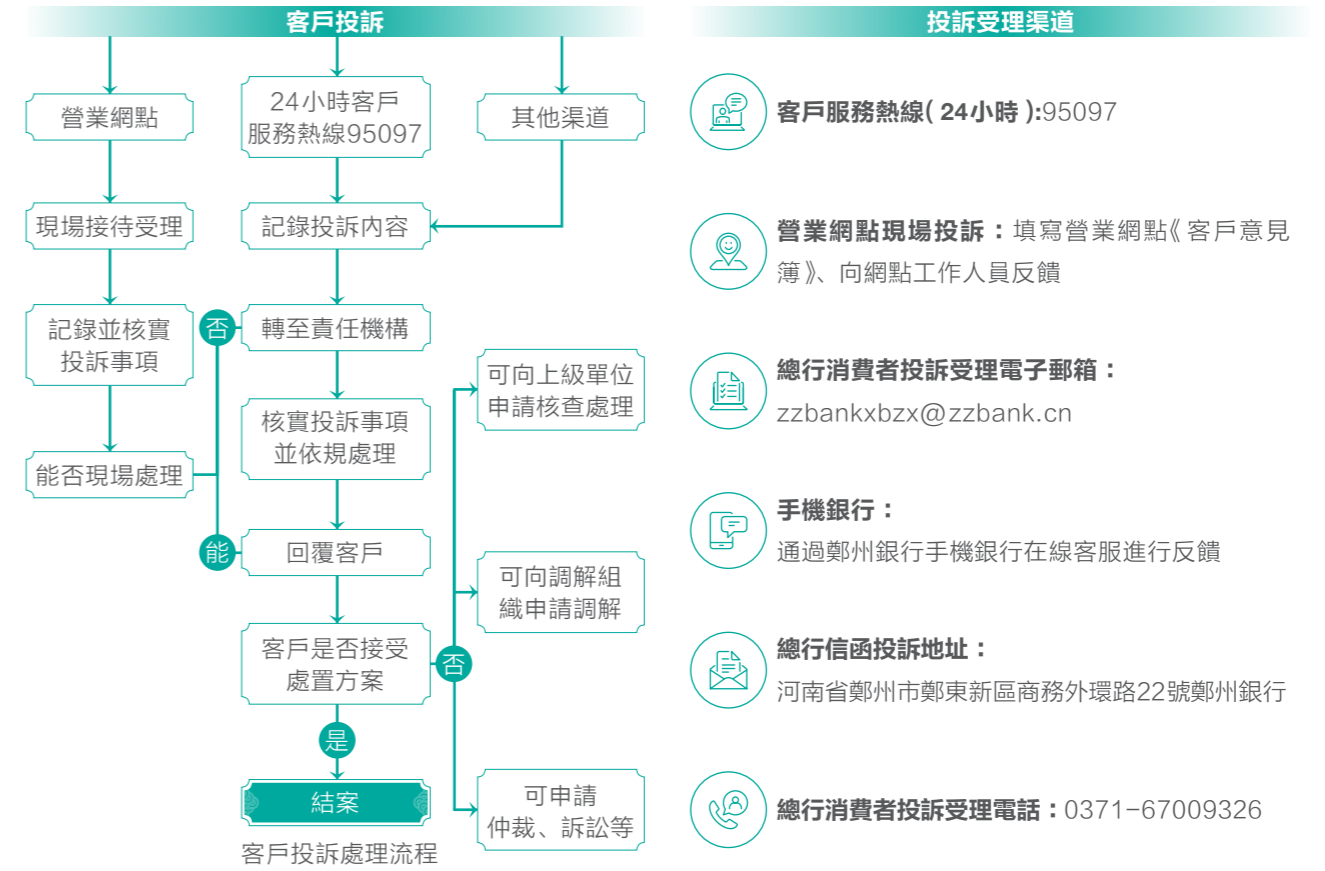 客戶投訴
營業網點
24小時客戶
服務熱線95097
其他渠道
現場接待受理
記錄投訴內容
記錄並核實
投訴事項
否
轉至責任機構
核實投訴事項
並依規處理
能否現場處理
能
回覆客戶
客戶是否接受
處置方案
否
可向上級單位
申請核查處理
可向調解組
織申請調解
可申請
仲裁、訴訟等
是
結案
客戶投訴處理流程
投訴受理渠道
客戶服務熱線(24小時):95097
營業網點現場投訴：填寫營業網點《客戶意見
簿》、向網點工作人員反饋
總行消費者投訴受理電子郵箱：
zzbankxbzx@zzbank.cn
手機銀行：
通過鄭州銀行手機銀行在線客服進行反饋
總行信函投訴地址：
河南省鄭州市鄭東新區商務外環路22號鄭州銀行
總行消費者投訴受理電話：0371-67009326